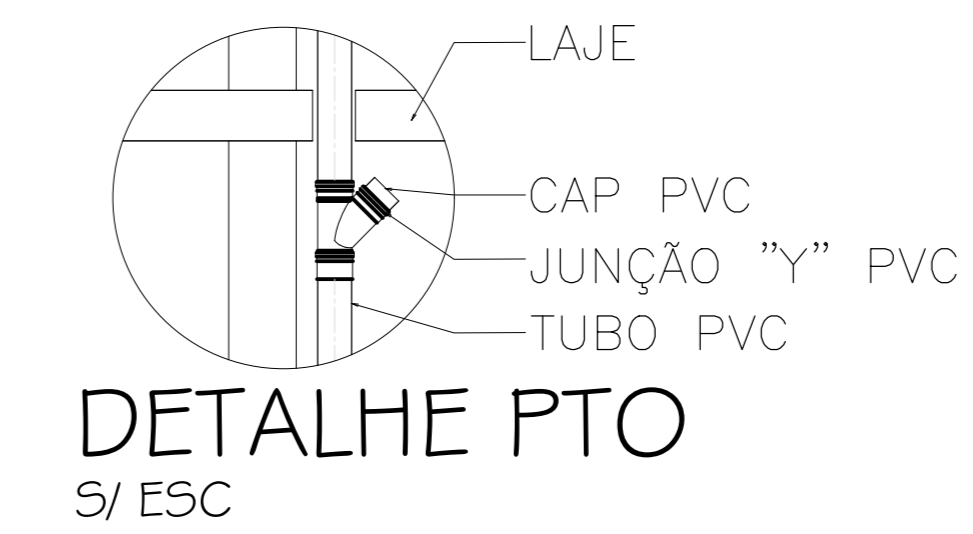 LAJE
CAP PVC
JUNÇÃO ”Y” PVC
TUBO PVC
DETALHE PTO
S/ ESC